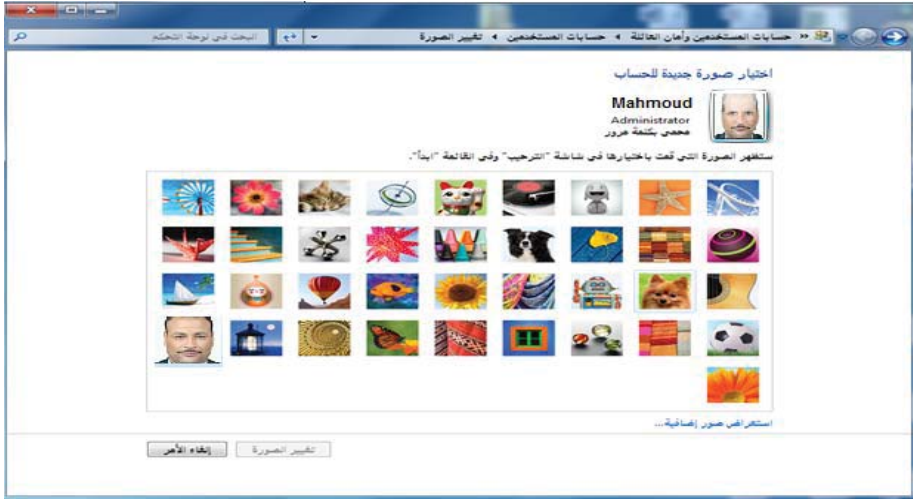 « حسابات المستخدمين وأمان العائلة ◂ حسابات المستخدمين ◂ تغيير الصورة
البحث في لوحة التحكم
اختيار صورة جديدة للحساب
Mahmoud
Administrator
محمي بكلمة مرور
ستظهر الصورة التي قمت باختيارها في شاشة "الترحيب" وفي القائمة "ابدأ".
استعراض صور إضافية...
تغيير الصورة
إلغاء الأمر